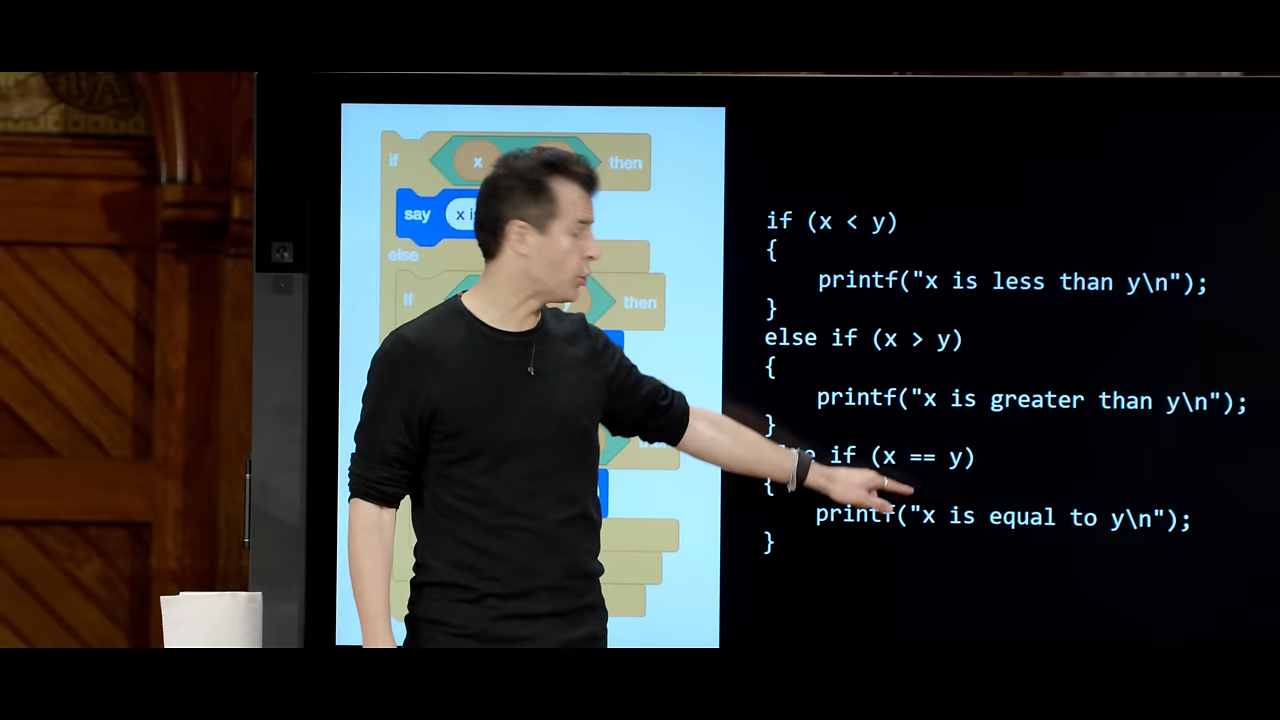 if x then
say x i
else
if y then
if (x < y)
{
printf("x is less than y\n");
}
else if (x > y)
{
printf("x is greater than y\n");
}
if (x == y)
{
printf("x is equal to y\n");
}